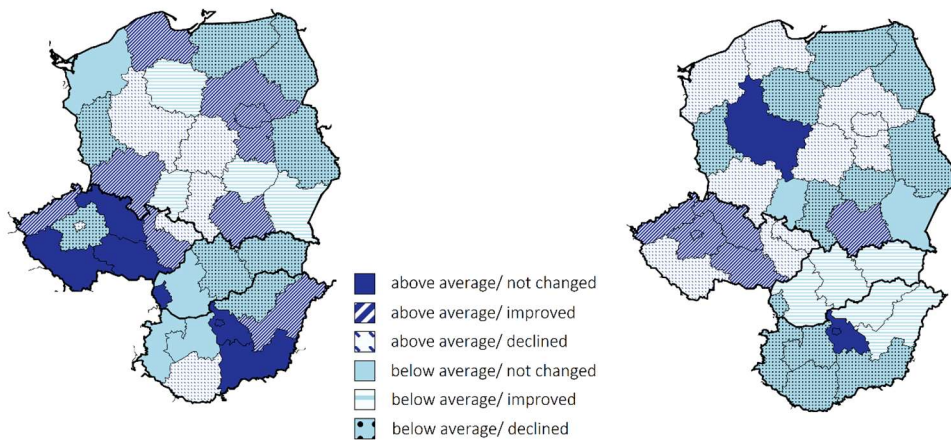 above average/ not changed
above average/ improved
above average/ declined
below average/ not changed
below average/ improved
below average/ declined